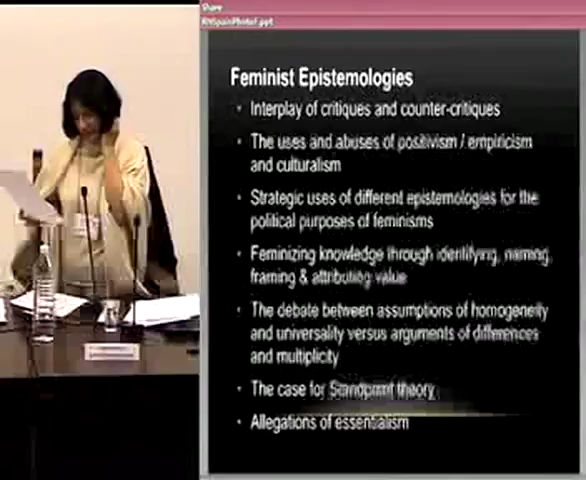 Share
Feminist Epistemologies
• Interplay of critiques and counter-critiques
• The uses and abuses of positivism / empiricism
and culturalism
• Strategic uses of different epistemologies for the
political purposes of feminisms
• Feminizing knowledge through identifying, naming,
framing & attributing value
• The debate between assumptions of homogeneity
and universality versus arguments of differences
and multiplicity
• The case for Standpoint theory
• Allegations of essentialism